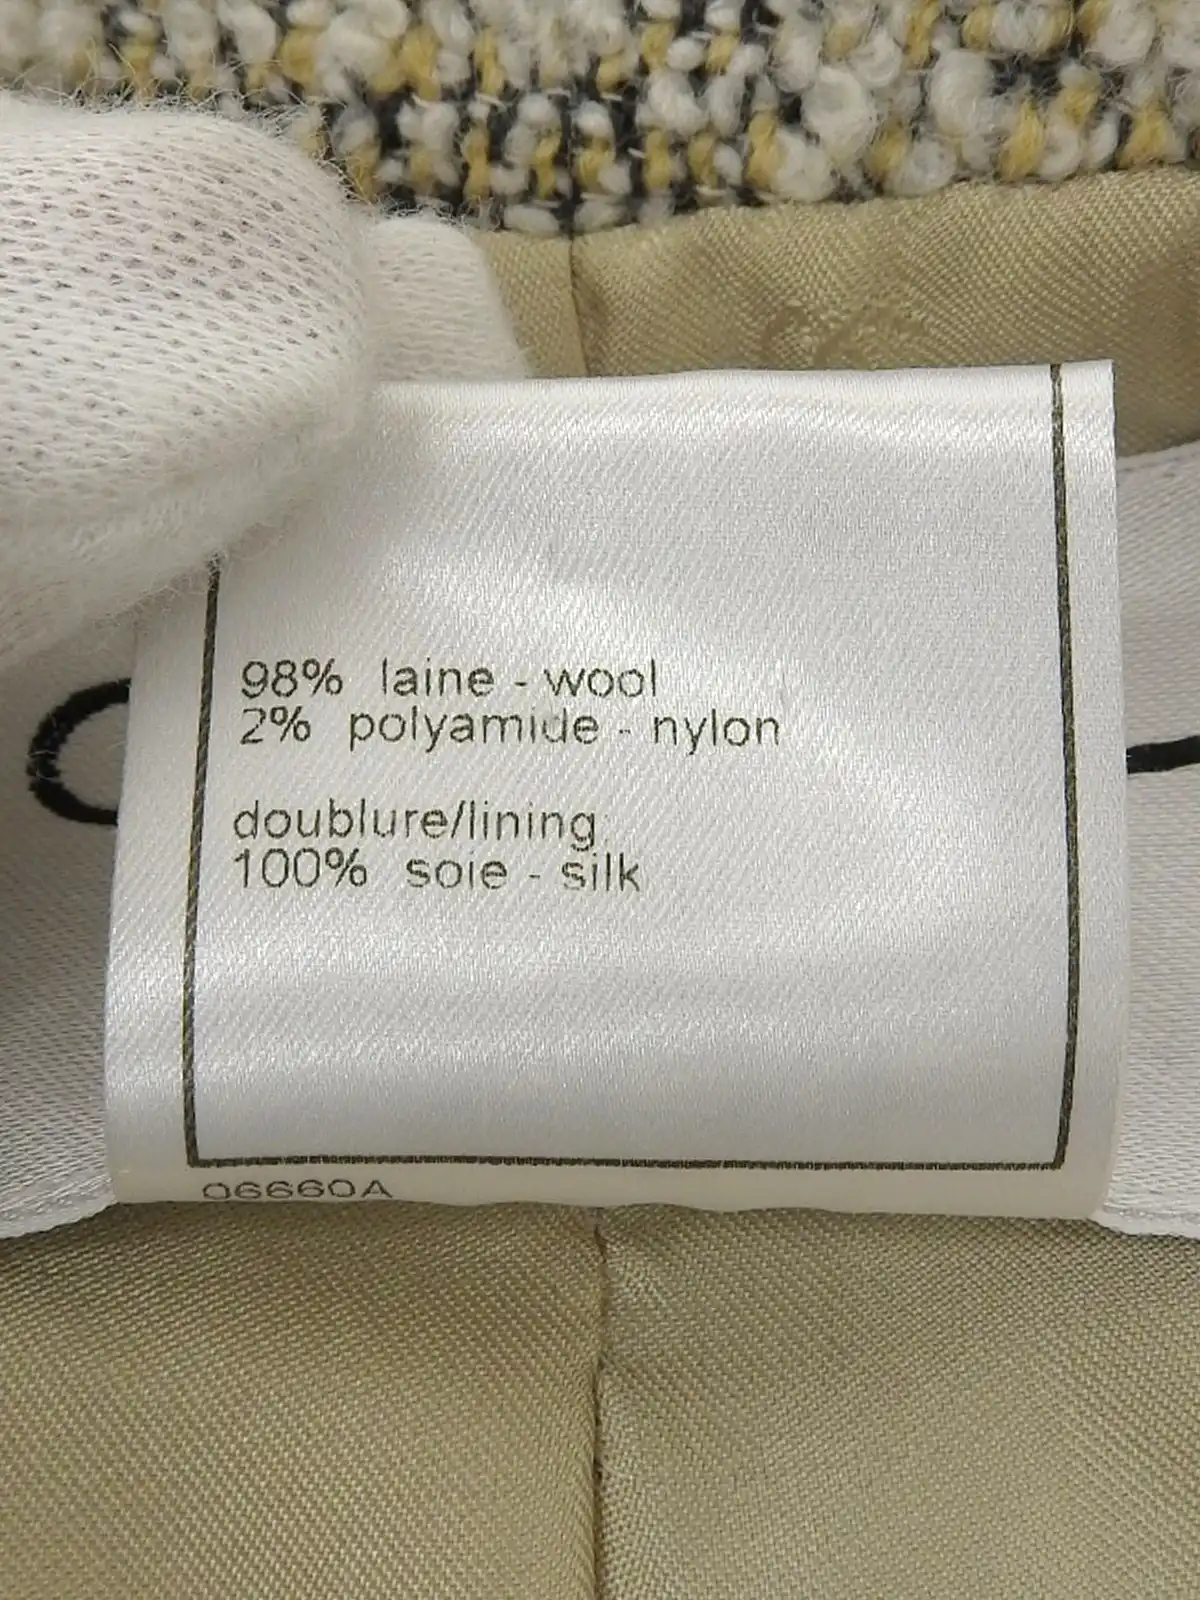 98% laine - wool
2% polyamide - nylon
doublure/lining:
100% soie - silk
06660A